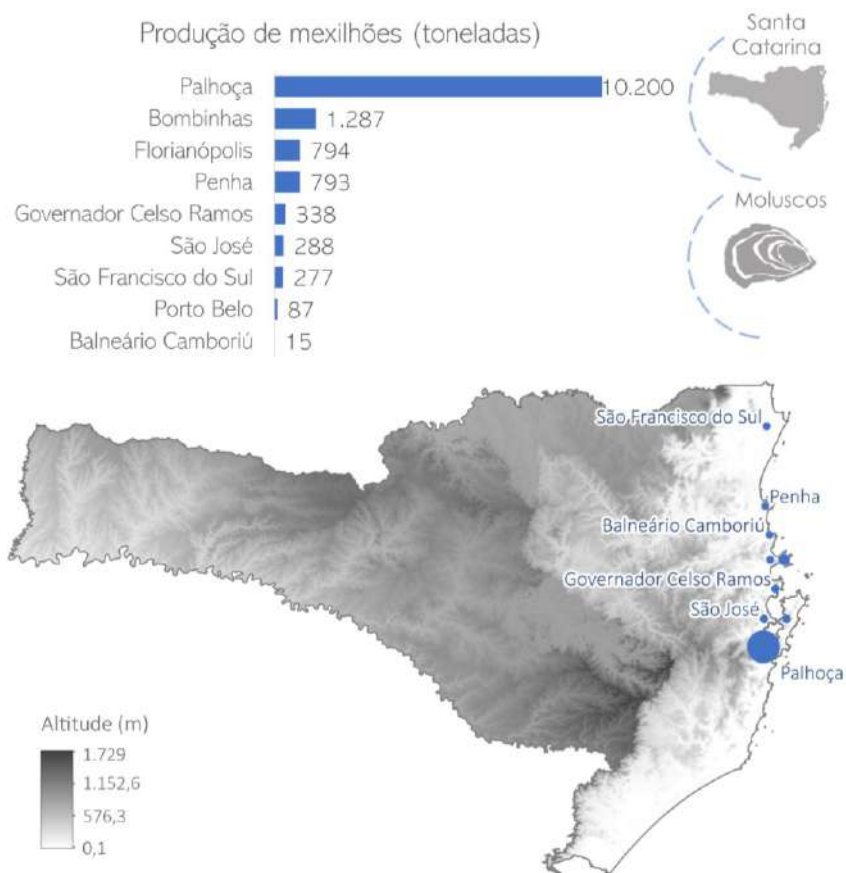 Produção de mexilhões (toneladas)
Santa
Catarina
Palhoça 10.200
Bombinhas 1.287
Florianópolis 794
Penha 793
Governador Celso Ramos 338
São José 288
São Francisco do Sul 277
Porto Belo 87
Balneário Camboriú 15
Moluscos
São Francisco do Sul
Penha
Balneário Camboriú
Governador Celso Ramos
São José
Palhoça
Altitude (m)
1.729
1.152,6
576,3
0,1